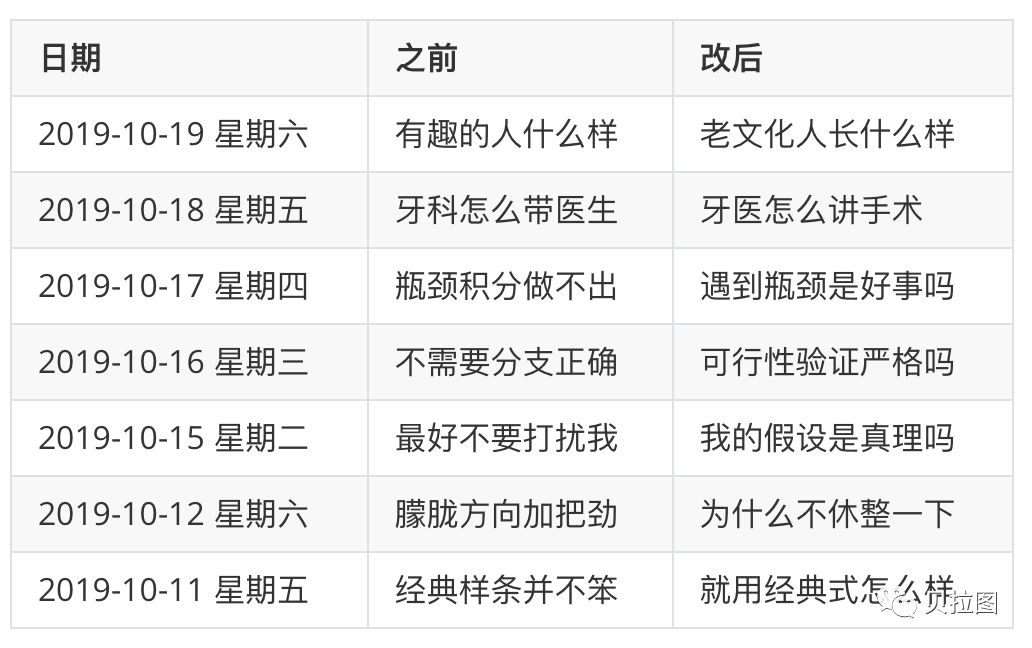 日期 之前 改后
2019-10-19 星期六 有趣的人什么样 老文化人长什么样
2019-10-18 星期五 牙科怎么带医生 牙医怎么讲手术
2019-10-17 星期四 瓶颈积分做不出 遇到瓶颈是好事吗
2019-10-16 星期三 不需要分支正确 可行性验证严格吗
2019-10-15 星期二 最好不要打扰我 我的假设是真理吗
2019-10-12 星期六 朦胧方向加把劲 为什么不休整一下
2019-10-11 星期五 经典样条并不笨 就用经典式怎么样
贝拉图